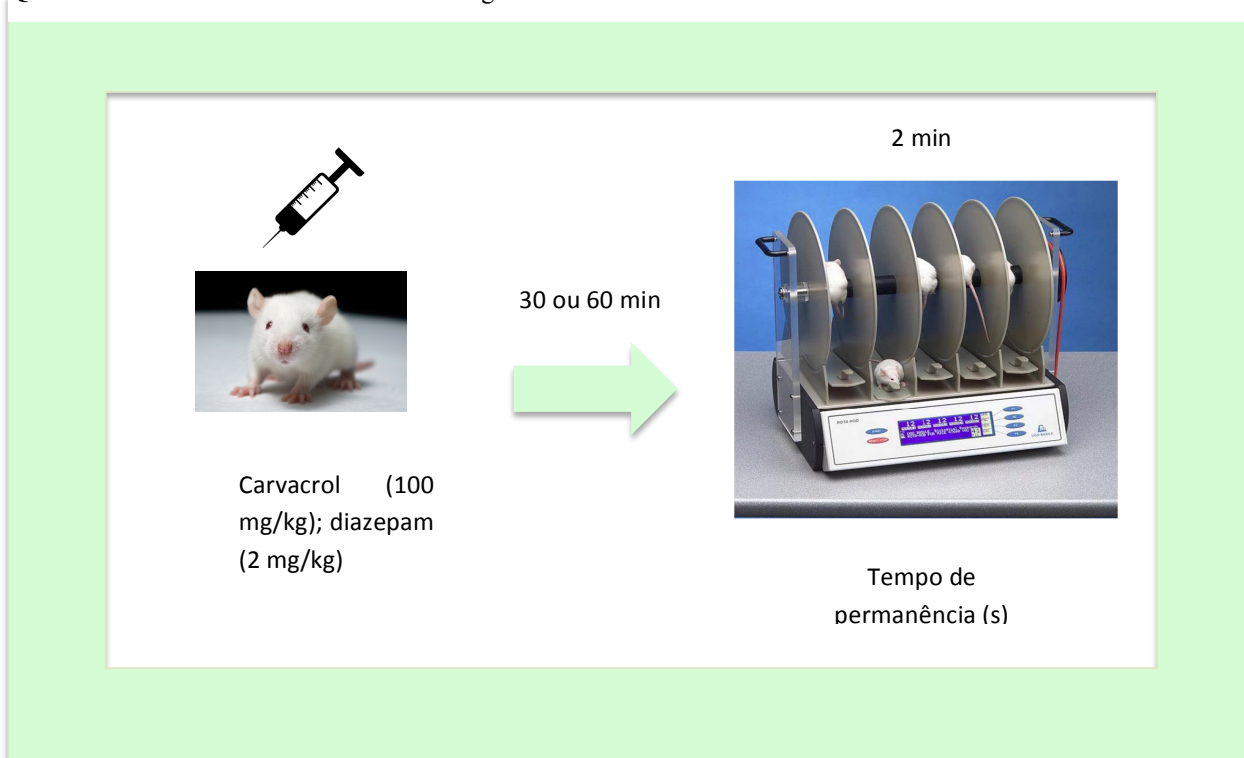 2 min
30 ou 60 min
Carvacrol (100
mg/kg); diazepam
(2 mg/kg)
Tempo de
permanência (s)